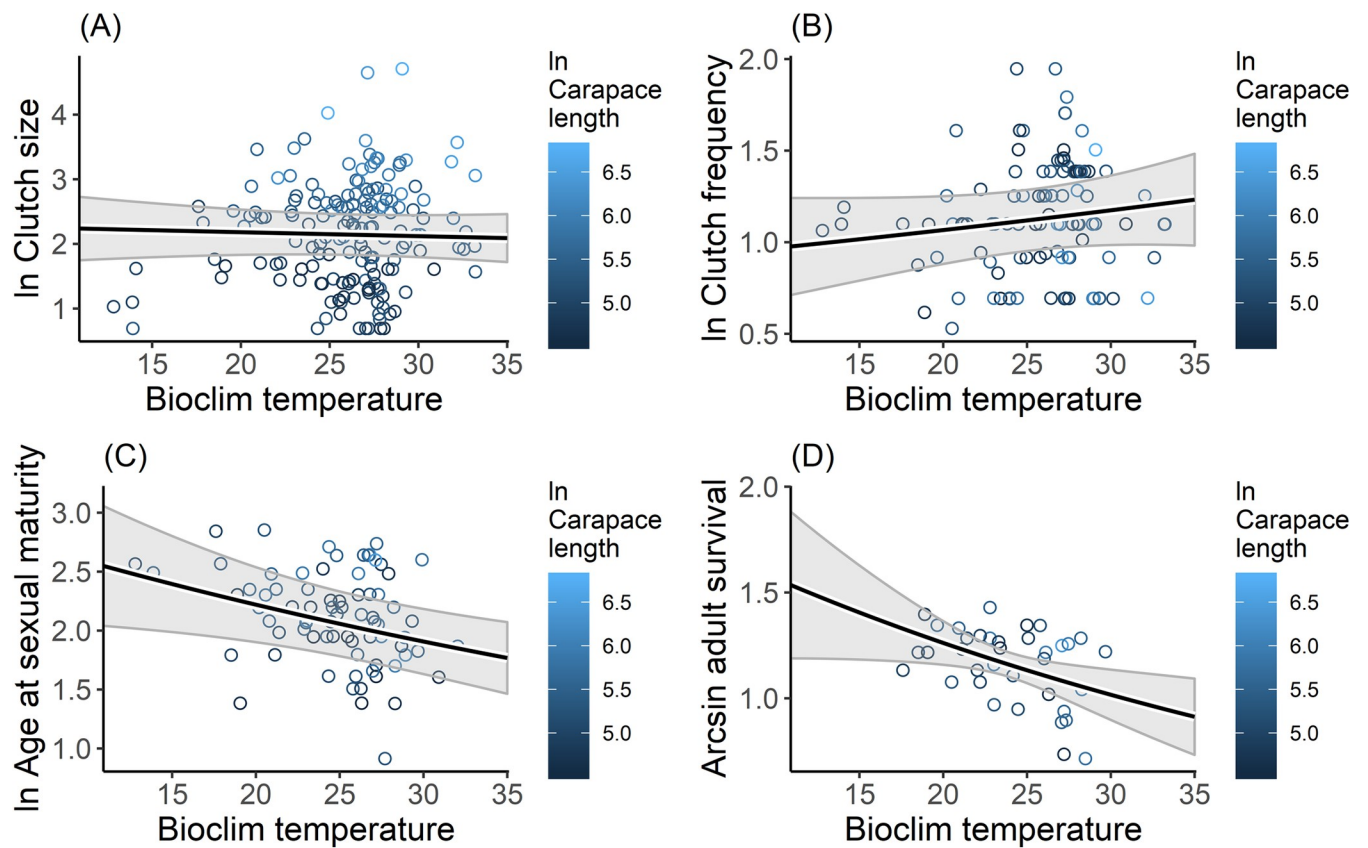 (A)
ln Clutch size
4
3
2
1
15 20 25 30 35
Bioclim temperature
ln
Carapace
length
6.5
6.0
5.5
5.0
(B)
ln Clutch frequency
2.0
1.5
1.0
0.5
15 20 25 30 35
Bioclim temperature
ln
Carapace
length
6.5
6.0
5.5
5.0
(C)
ln Age at sexual maturity
3.0
2.5
2.0
1.5
1.0
15 20 25 30 35
Bioclim temperature
ln
Carapace
length
6.5
6.0
5.5
5.0
(D)
Arcsin adult survival
2.0
1.5
1.0
15 20 25 30 35
Bioclim temperature
ln
Carapace
length
6.5
6.0
5.5
5.0